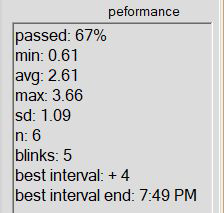 peformance
passed: 67%
min: 0.61
avg: 2.61
max: 3.66
sd: 1.09
n: 6
blinks: 5
best interval: + 4
best interval end: 7:49 PM